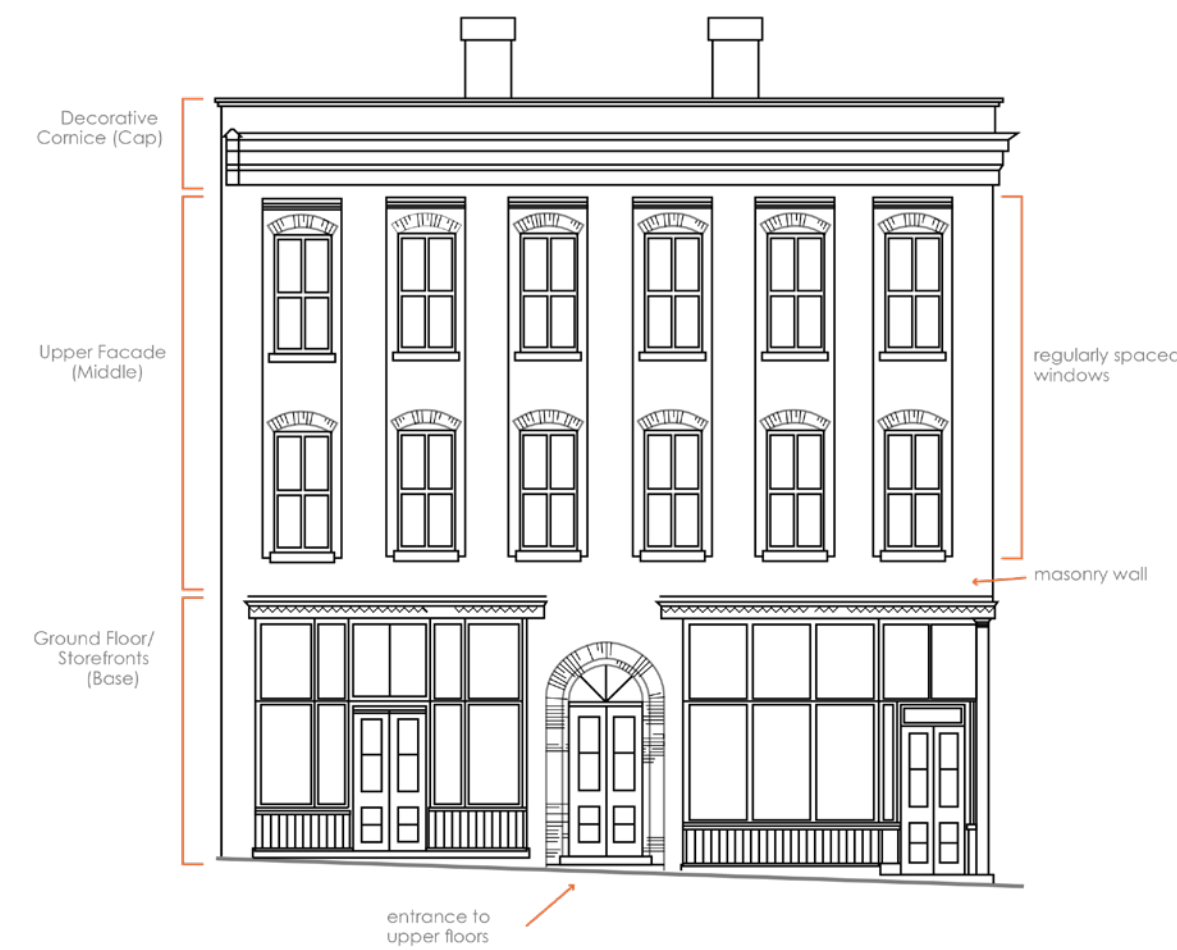 Decorative
Cornice (Cap)
Upper Facade
(Middle)
regularly spaced
windows
masonry wall
Ground Floor/
Storefronts
(Base)
entrance to
upper floors